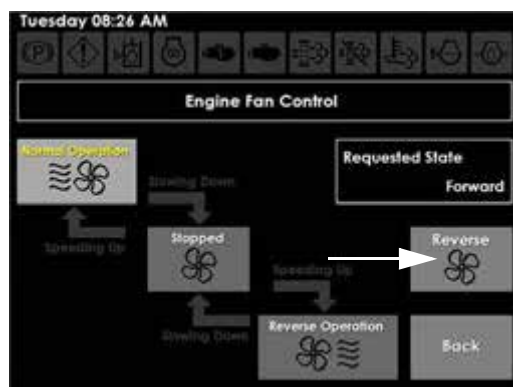 Tuesday 08:26 AM
(P)
Engine Fan Control
Normal Operation
Requested State
Forward
Slowing Down
Speeding Up
Stopped
Reverse
Speeding Up
Slowing Down
Reverse Operation
Back